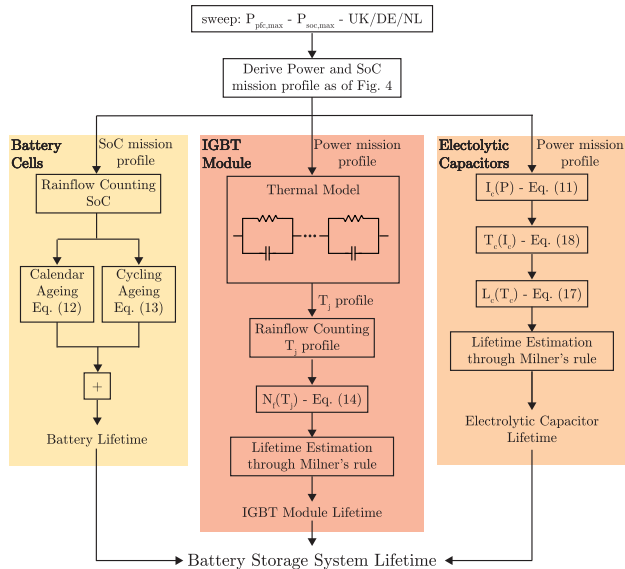 sweep: P_pfc,max - P_soc,max - UK/DE/NL
Derive Power and SoC
mission profile as of Fig. 4
Battery
Cells
SoC mission
profile
Rainflow Counting
SoC
Calendar
Ageing
Eq. (12)
Cycling
Ageing
Eq. (13)
+
Battery Lifetime
IGBT
Module
Power mission
profile
Thermal Model
T_j profile
Rainflow Counting
T_j profile
N_f(T_j) - Eq. (14)
Lifetime Estimation
through Milner's rule
IGBT Module Lifetime
Electolytic
Capacitors
Power mission
profile
I_c(P) - Eq. (11)
T_c(I_c) - Eq. (18)
L_c(T_c) - Eq. (17)
Lifetime Estimation
through Milner's rule
Electrolytic Capacitor
Lifetime
Battery Storage System Lifetime